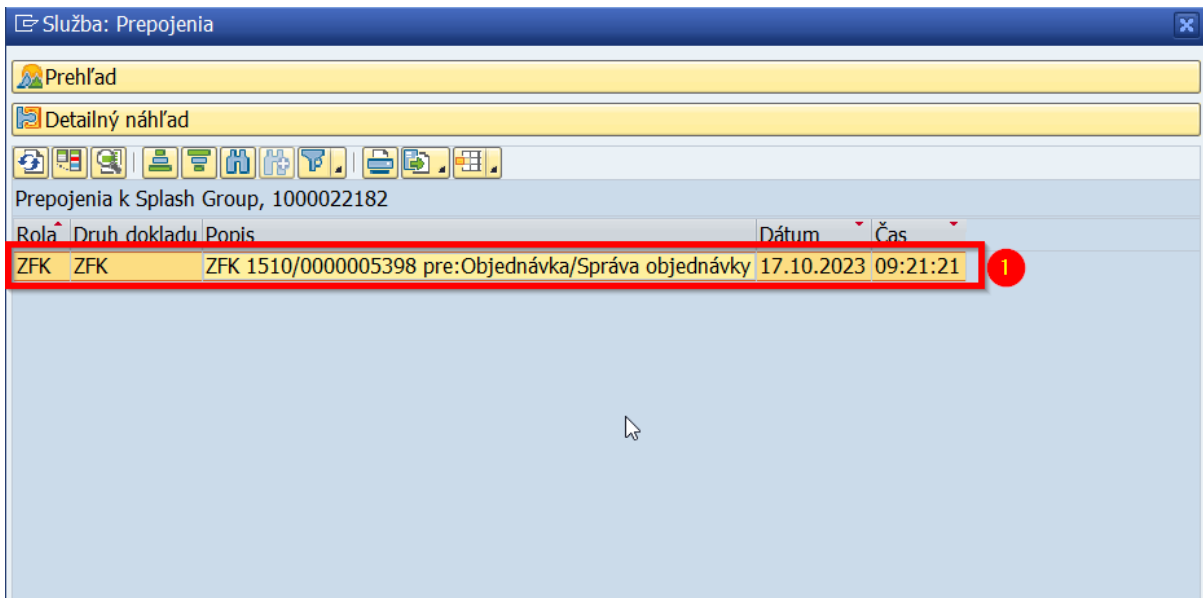 Služba: Prepojenia
Prehľad
Detailný náhľad
Prepojenia k Splash Group, 1000022182
Rola Druh dokladu Popis Dátum Čas
ZFK ZFK ZFK 1510/0000005398 pre:Objednávka/Správa objednávky 17.10.2023 09:21:21 1